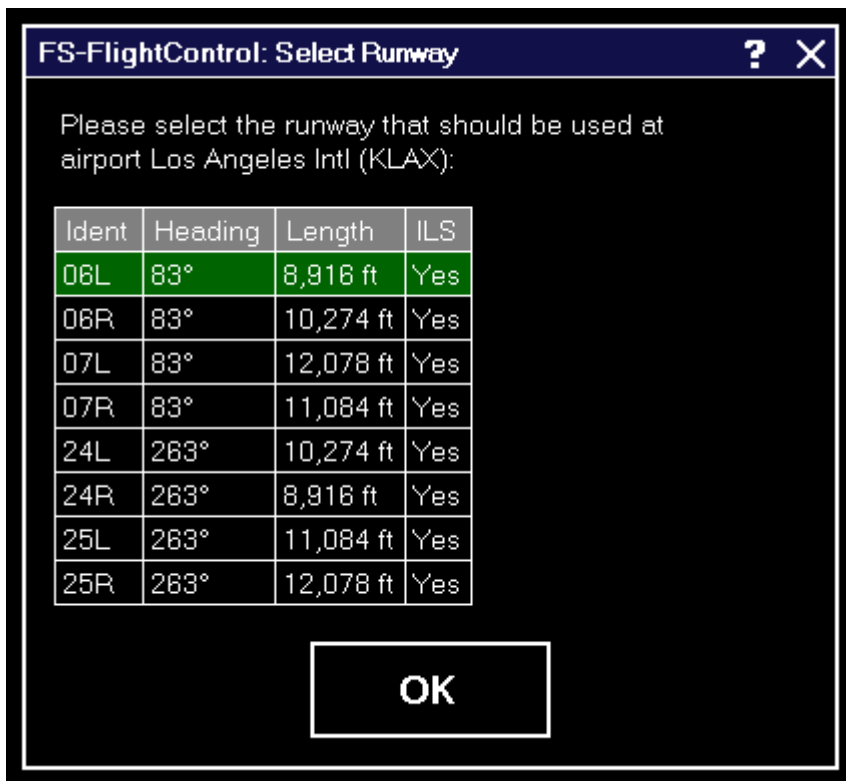 FS-FlightControl: Select Runway ? X
Please select the runway that should be used at
airport Los Angeles Intl (KLAX):
Ident Heading Length ILS
06L 83° 8,916 ft Yes
06R 83° 10,274 ft Yes
07L 83° 12,078 ft Yes
07R 83° 11,084 ft Yes
24L 263° 10,274 ft Yes
24R 263° 8,916 ft Yes
25L 263° 11,084 ft Yes
25R 263° 12,078 ft Yes
OK